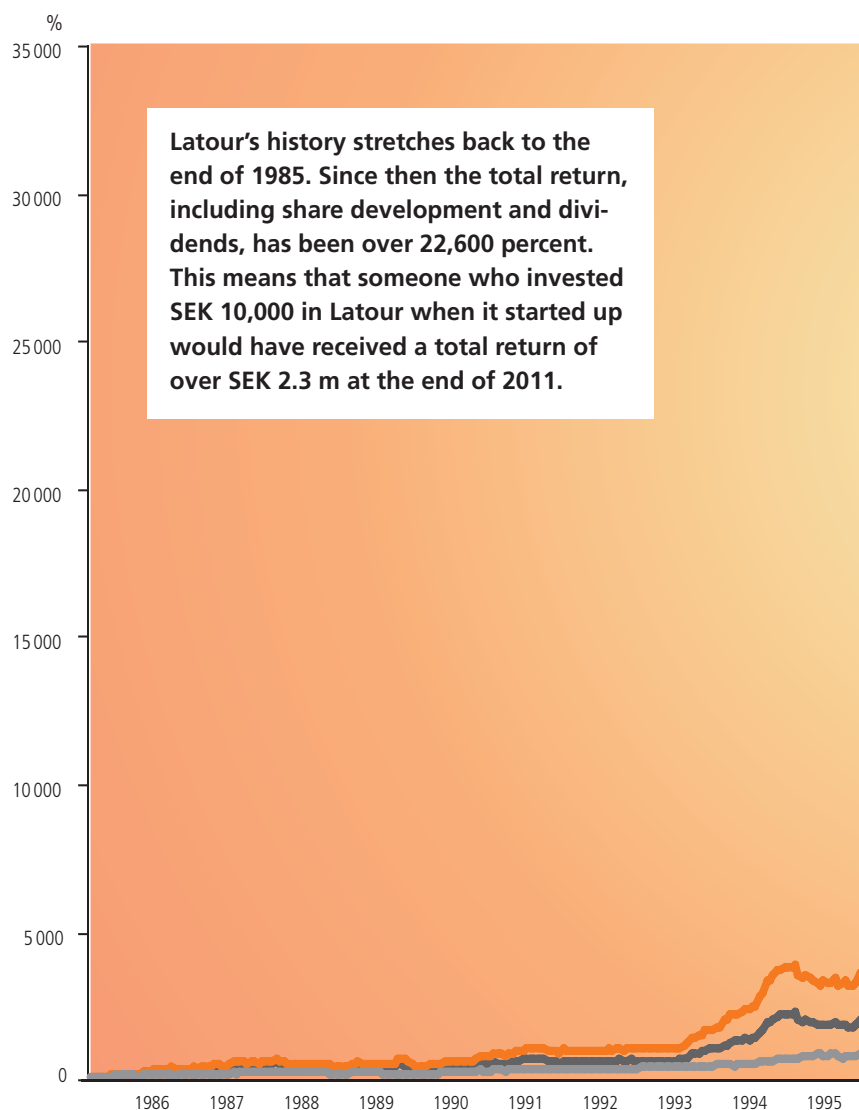 %
35 000
Latour's history stretches back to the
end of 1985. Since then the total return,
including share development and divi-
dends, has been over 22,600 percent.
This means that someone who invested
SEK 10,000 in Latour when it started up
would have received a total return of
over SEK 2.3 m at the end of 2011.
30 000
25 000
20 000
15 000
10 000
5 000
0
1986 1987 1988 1989 1990 1991 1992 1993 1994 1995